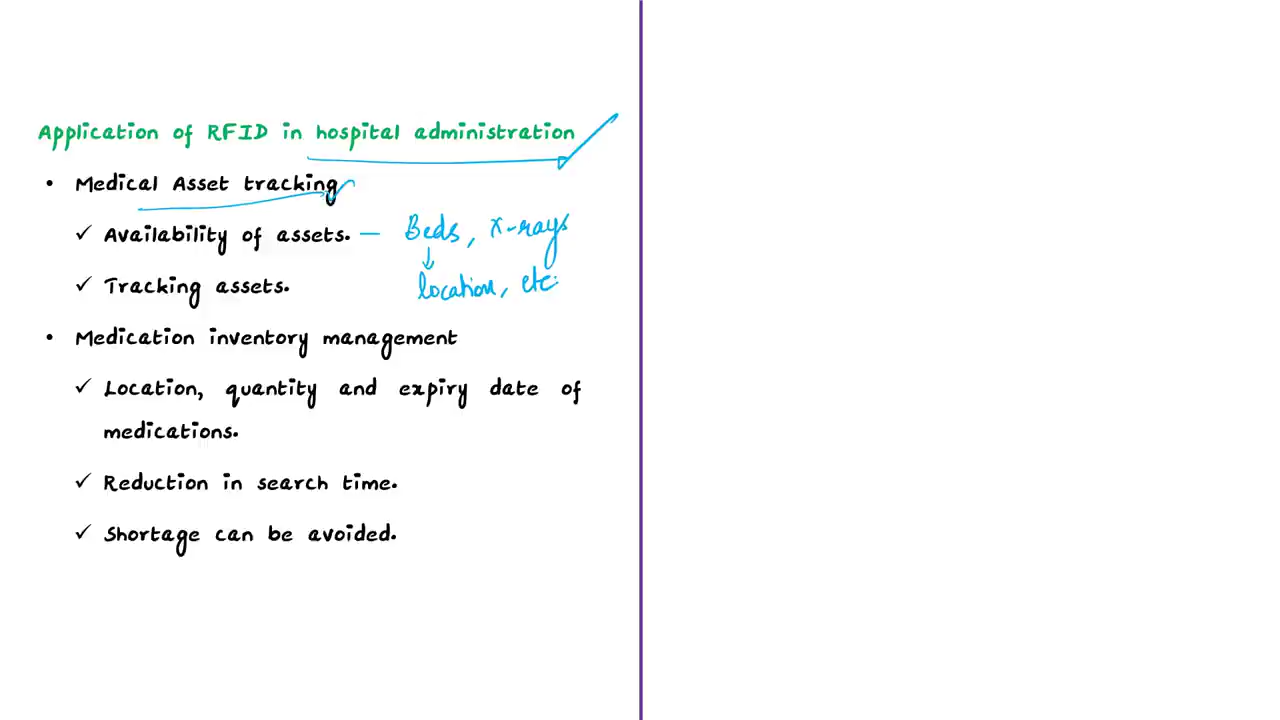 Application of RFID in hospital administration
• Medical Asset tracking
✓ Availability of assets. — Beds, X-rays
✓ Tracking assets. location, etc.
• Medication inventory management
✓ Location, quantity and expiry date of
medications.
✓ Reduction in search time.
✓ Shortage can be avoided.